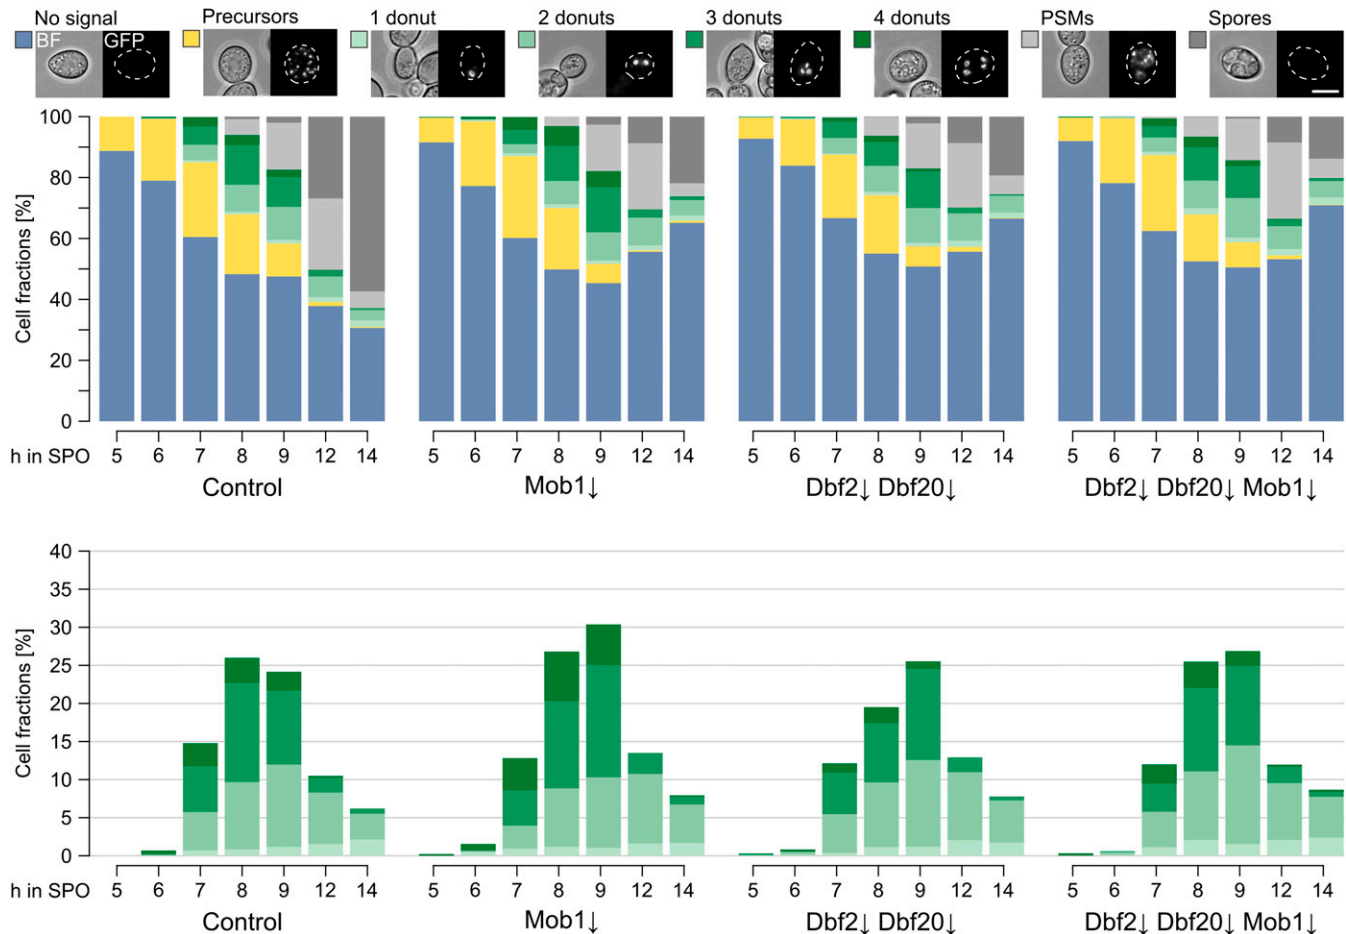 No signal Precursors 1 donut 2 donuts 3 donuts 4 donuts PSMs Spores
BF GFP
Cell fractions [%]
100
80
60
40
20
0
h in SPO 5 6 7 8 9 12 14 5 6 7 8 9 12 14 5 6 7 8 9 12 14 5 6 7 8 9 12 14
Control Mob1↓ Dbf2↓ Dbf20↓ Dbf2↓ Dbf20↓ Mob1↓
Cell fractions [%]
40
35
30
25
20
15
10
5
0
h in SPO 5 6 7 8 9 12 14 5 6 7 8 9 12 14 5 6 7 8 9 12 14 5 6 7 8 9 12 14
Control Mob1↓ Dbf2↓ Dbf20↓ Dbf2↓ Dbf20↓ Mob1↓